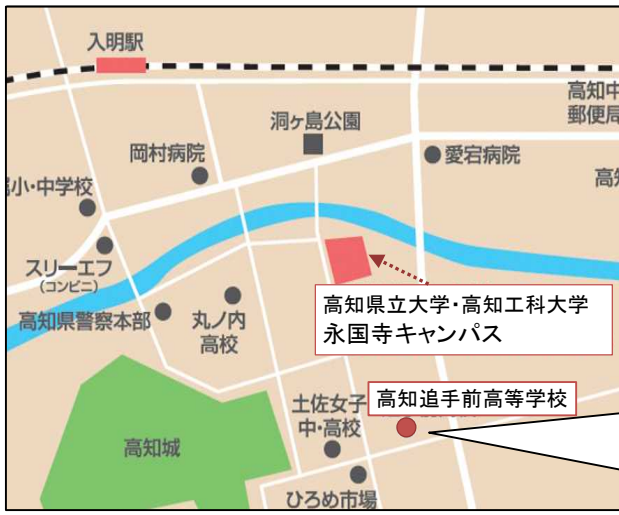 入明駅
高知中
郵便局
洞ヶ島公園
岡村病院
愛宕病院
小・中学校
高知
スリーエフ
(コンビニ)
高知県警察本部
丸ノ内
高校
高知県立大学・高知工科大学
永国寺キャンパス
高知追手前高等学校
土佐女子
中・高校
高知城
ひろめ市場